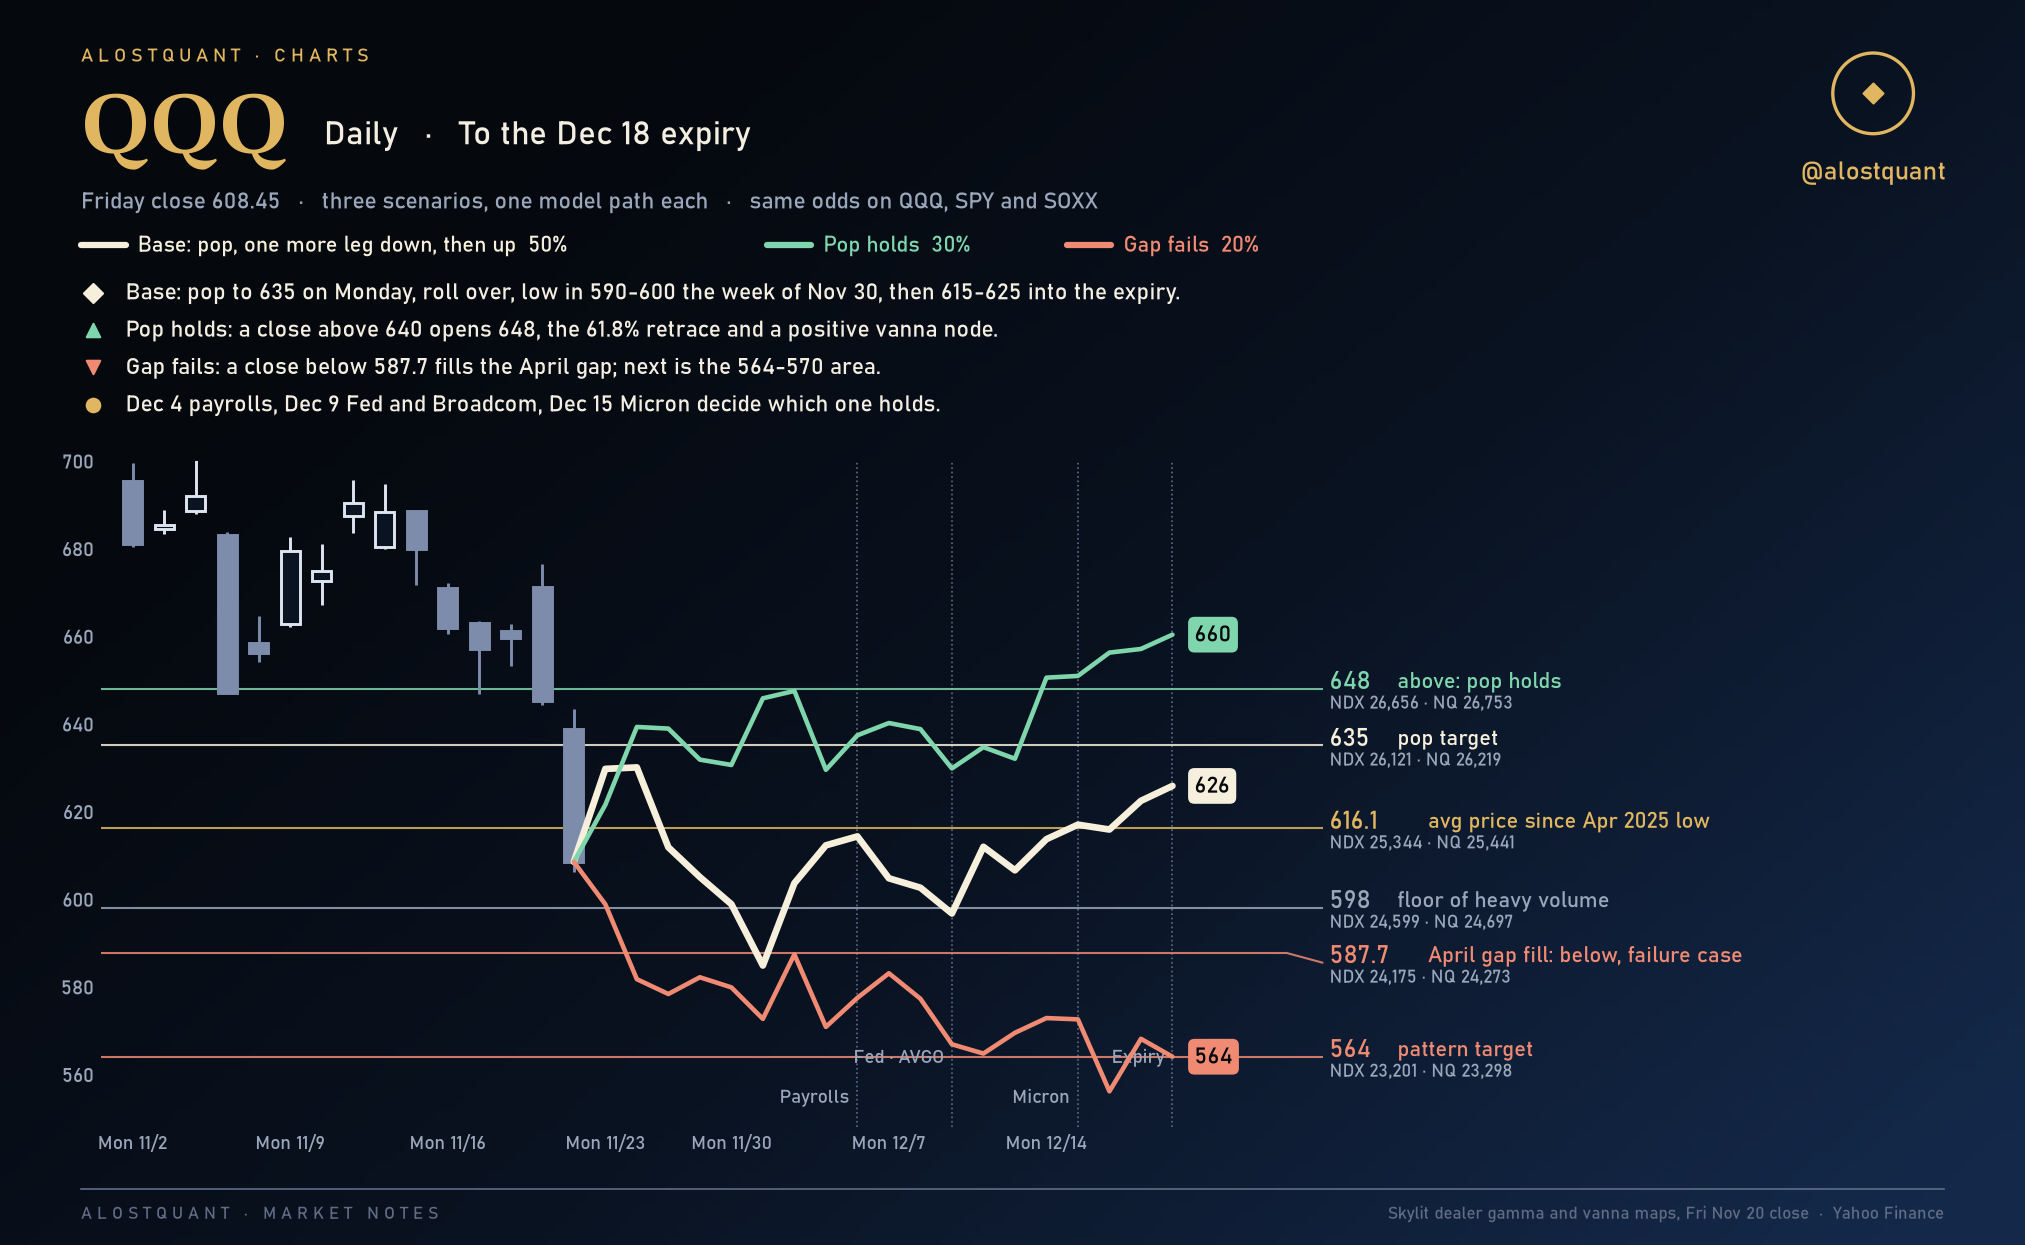 ALOSTQUANT · CHARTS
QQQ Daily · To the Dec 18 expiry
@alostquant
Friday close 608.45 · three scenarios, one model path each · same odds on QQQ, SPY and SOXX
Base: pop, one more leg down, then up 50% Pop holds 30% Gap fails 20%
Base: pop to 635 on Monday, roll over, low in 590-600 the week of Nov 30, then 615-625 into the expiry.
Pop holds: a close above 640 opens 648, the 61.8% retrace and a positive vanna node.
Gap fails: a close below 587.7 fills the April gap; next is the 564-570 area.
Dec 4 payrolls, Dec 9 Fed and Broadcom, Dec 15 Micron decide which one holds.
700
680
660
640
620
600
580
560
660
626
564
648 above: pop holds
NDX 26,656 · NQ 26,753
635 pop target
NDX 26,121 · NQ 26,219
616.1 avg price since Apr 2025 low
NDX 25,344 · NQ 25,441
598 floor of heavy volume
NDX 24,599 · NQ 24,697
587.7 April gap fill: below, failure case
NDX 24,175 · NQ 24,273
564 pattern target
NDX 23,201 · NQ 23,298
Fed · AVGO Expiry
Payrolls Micron
Mon 11/2 Mon 11/9 Mon 11/16 Mon 11/23 Mon 11/30 Mon 12/7 Mon 12/14
ALOSTQUANT · MARKET NOTES
Skylit dealer gamma and vanna maps, Fri Nov 20 close · Yahoo Finance